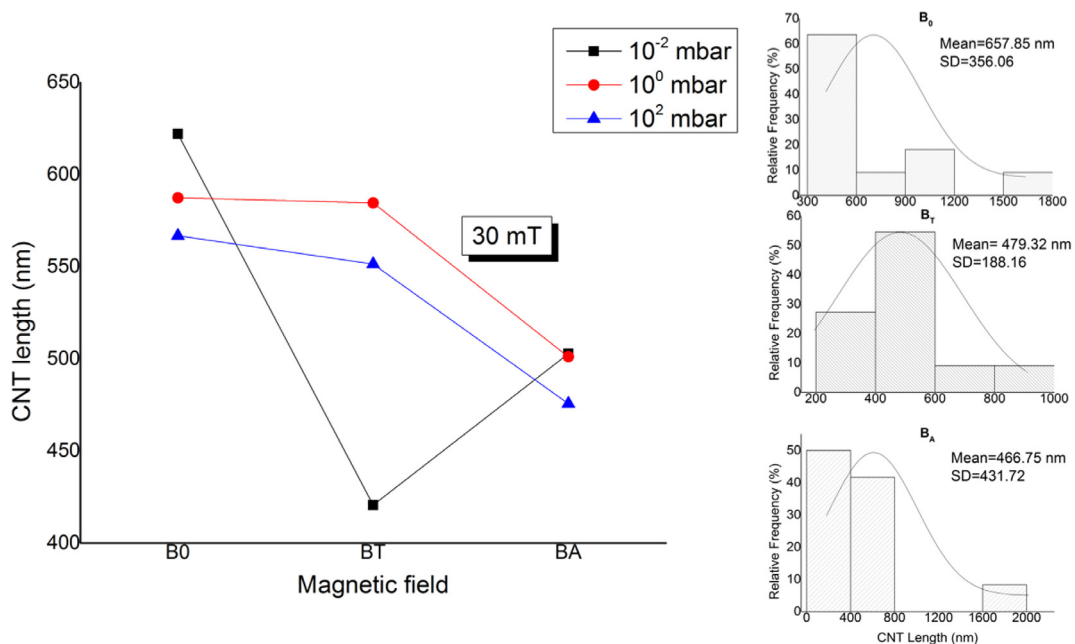 10⁻² mbar
10⁰ mbar
10² mbar
650
600
550
500
450
400
CNT length (nm)
30 mT
B0 BT BA
Magnetic field
B₀
70
60
50
40
30
20
10
0
Relative Frequency (%)
Mean=657.85 nm
SD=356.06
300 600 900 1200 1500 1800
B_T
60
50
40
30
20
10
0
Relative Frequency (%)
Mean= 479.32 nm
SD=188.16
200 400 600 800 1000
B_A
50
40
30
20
10
0
Relative Frequency (%)
Mean=466.75 nm
SD=431.72
0 400 800 1200 1600 2000
CNT Length (nm)